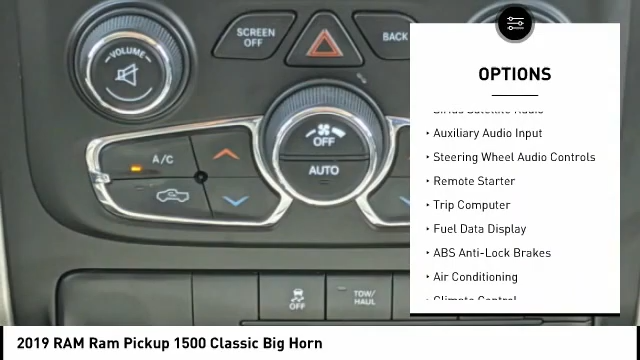 SCREEN
OFF
BACK
VOLUME
OFF
AUTO
A/C
OFF
TOW/
HAUL
OPTIONS
Auxiliary Audio Input
Steering Wheel Audio Controls
Remote Starter
Trip Computer
Fuel Data Display
ABS Anti-Lock Brakes
Air Conditioning
Climate Control
2019 RAM Ram Pickup 1500 Classic Big Horn